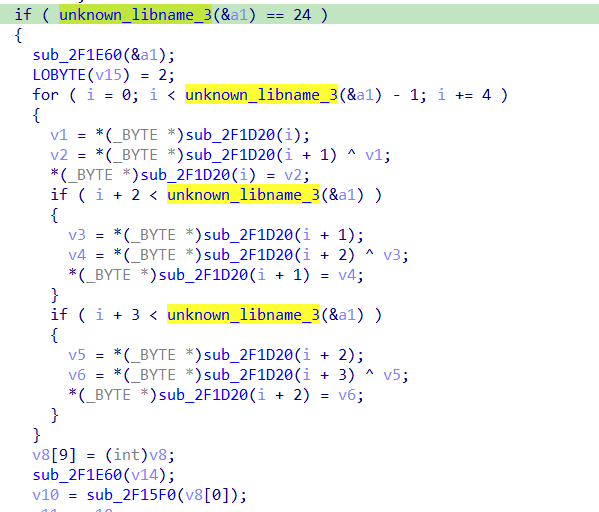 if ( unknown_libname_3(&a1) == 24 )
{
sub_2F1E60(&a1);
LOBYTE(v15) = 2;
for ( i = 0; i < unknown_libname_3(&a1) - 1; i += 4 )
{
v1 = *(_BYTE *)sub_2F1D20(i);
v2 = *(_BYTE *)sub_2F1D20(i + 1) ^ v1;
*(_BYTE *)sub_2F1D20(i) = v2;
if ( i + 2 < unknown_libname_3(&a1) )
{
v3 = *(_BYTE *)sub_2F1D20(i + 1);
v4 = *(_BYTE *)sub_2F1D20(i + 2) ^ v3;
*(_BYTE *)sub_2F1D20(i + 1) = v4;
}
if ( i + 3 < unknown_libname_3(&a1) )
{
v5 = *(_BYTE *)sub_2F1D20(i + 2);
v6 = *(_BYTE *)sub_2F1D20(i + 3) ^ v5;
*(_BYTE *)sub_2F1D20(i + 2) = v6;
}
}
v8[9] = (int)v8;
sub_2F1E60(v14);
v10 = sub_2F15F0(v8[0]);